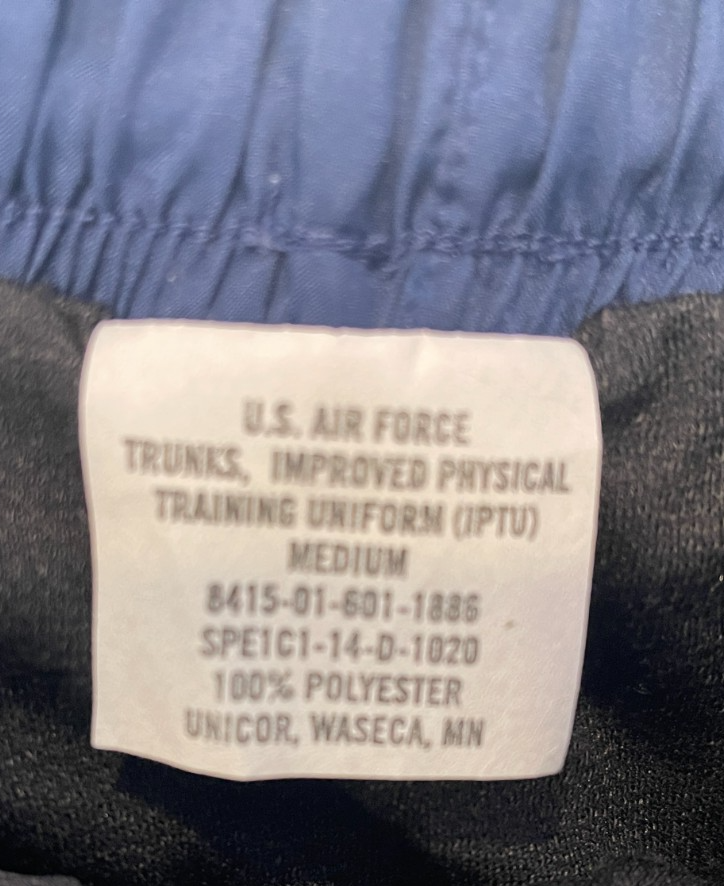 U.S. AIR FORCE
TRUNKS, IMPROVED PHYSICAL
TRAINING UNIFORM (IPTU)
MEDIUM
8415-01-601-1886
SPE1C1-14-D-1020
100% POLYESTER
UNICOR, WASECA, MN